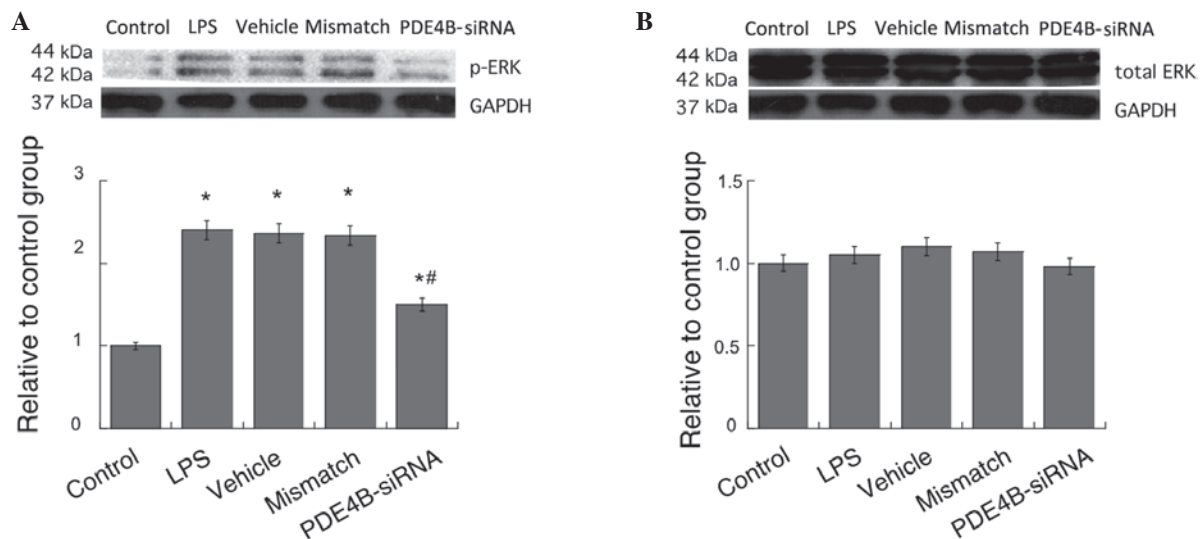 A
Control LPS Vehicle Mismatch PDE4B-siRNA
44 kDa
42 kDa
p-ERK
37 kDa
GAPDH
Relative to control group
3
2
1
0
*
*
*
*#
Control
LPS
Vehicle
Mismatch
PDE4B-siRNA
B
Control LPS Vehicle Mismatch PDE4B-siRNA
44 kDa
42 kDa
total ERK
37 kDa
GAPDH
Relative to control group
1.5
1.0
0.5
0
Control
LPS
Vehicle
Mismatch
PDE4B-siRNA